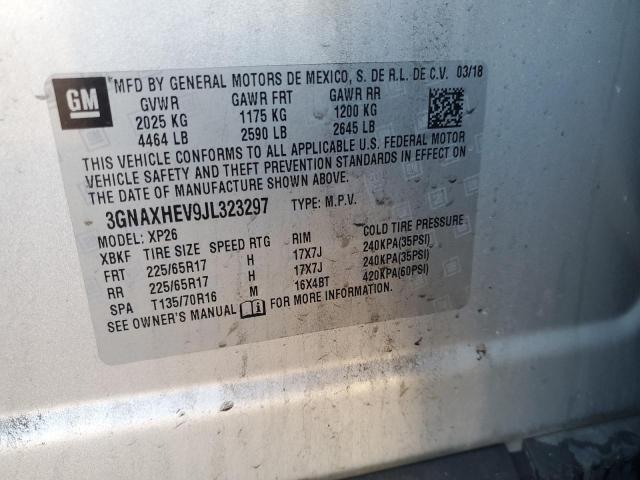 GM
*MFD BY GENERAL MOTORS DE MEXICO, S. DE R.L. DE C.V. 03/18
GVWR GAWR FRT GAWR RR
2025 KG 1175 KG 1200 KG
4464 LB 2590 LB 2645 LB
THIS VEHICLE CONFORMS TO ALL APPLICABLE U.S. FEDERAL MOTOR
VEHICLE SAFETY AND THEFT PREVENTION STANDARDS IN EFFECT ON
THE DATE OF MANUFACTURE SHOWN ABOVE.
3GNAXHEV9JL323297 TYPE: M.P.V.
MODEL: XP26
XBKF TIRE SIZE SPEED RTG RIM COLD TIRE PRESSURE
FRT 225/65R17 H 17X7J 240KPA(35PSI)
RR 225/65R17 H 17X7J 240KPA(35PSI)
SPA T135/70R16 M 16X4BT 420KPA(60PSI)
SEE OWNER'S MANUAL FOR MORE INFORMATION.